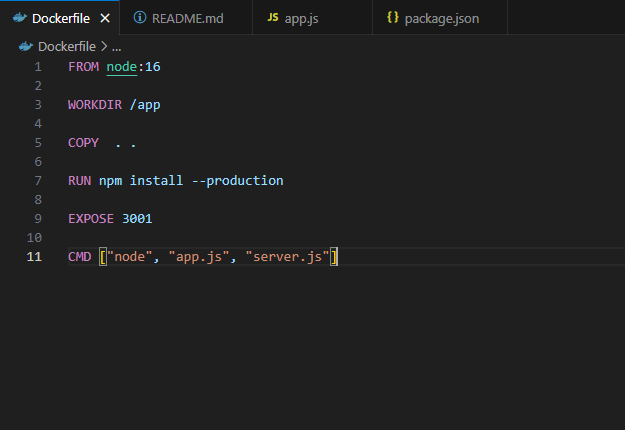 Dockerfile × README.md JS app.js {} package.json
Dockerfile > ...
1 FROM node:16
2
3 WORKDIR /app
4
5 COPY  . .
6
7 RUN npm install --production
8
9 EXPOSE 3001
10
11 CMD ["node", "app.js", "server.js"]